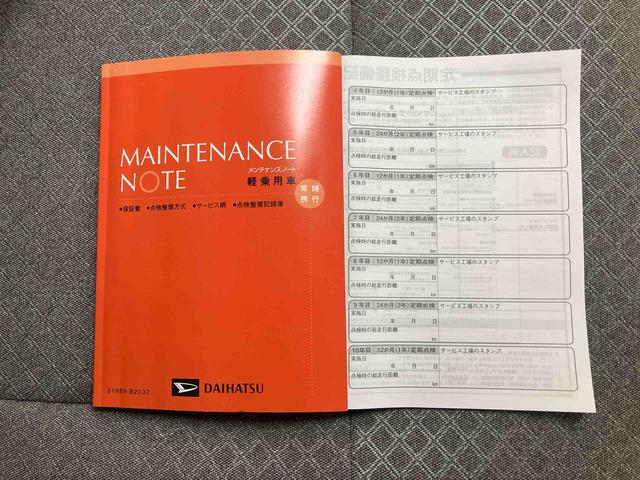 MAINTENANCE
NOTE
メンテナンスノート
軽乗用車
常時
携行
●保証書 ●点検整備方式 ●サービス網 ●点検整備記録簿
DAIHATSU
01989-B2032
4年目 12か月(1年)定期点検 サービス工場のスタンプ
実施日
年 月 日
点検時の総走行距離
km
5年目 24か月(2年)定期点検 サービス工場のスタンプ
実施日
年 月 日
点検時の総走行距離
km
6年目 12か月(1年)定期点検 サービス工場のスタンプ
実施日
年 月 日
点検時の総走行距離
km
7年目 24か月(2年)定期点検 サービス工場のスタンプ
実施日
年 月 日
点検時の総走行距離
km
8年目 12か月(1年)定期点検 サービス工場のスタンプ
実施日
年 月 日
点検時の総走行距離
km
9年目 24か月(2年)定期点検 サービス工場のスタンプ
実施日
年 月 日
点検時の総走行距離
km
10年目 12か月(1年)定期点検 サービス工場のスタンプ
実施日
年 月 日
点検時の総走行距離
km